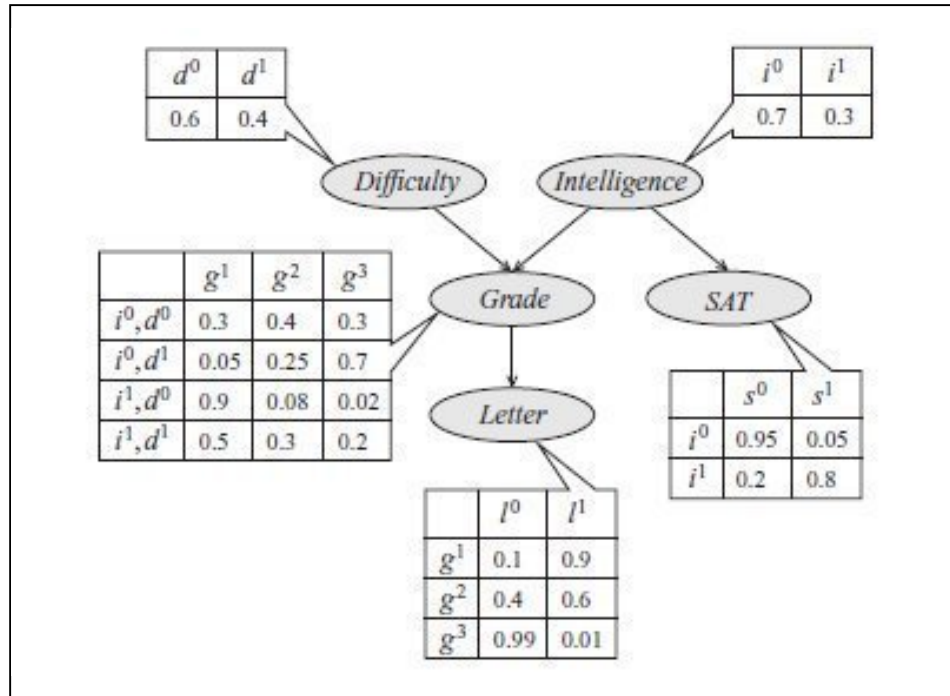 d⁰ d¹
0.6 0.4
i⁰ i¹
0.7 0.3
Difficulty
Intelligence
g¹ g² g³
i⁰,d⁰ 0.3 0.4 0.3
i⁰,d¹ 0.05 0.25 0.7
i¹,d⁰ 0.9 0.08 0.02
i¹,d¹ 0.5 0.3 0.2
Grade
SAT
Letter
s⁰ s¹
i⁰ 0.95 0.05
i¹ 0.2 0.8
l⁰ l¹
g¹ 0.1 0.9
g² 0.4 0.6
g³ 0.99 0.01